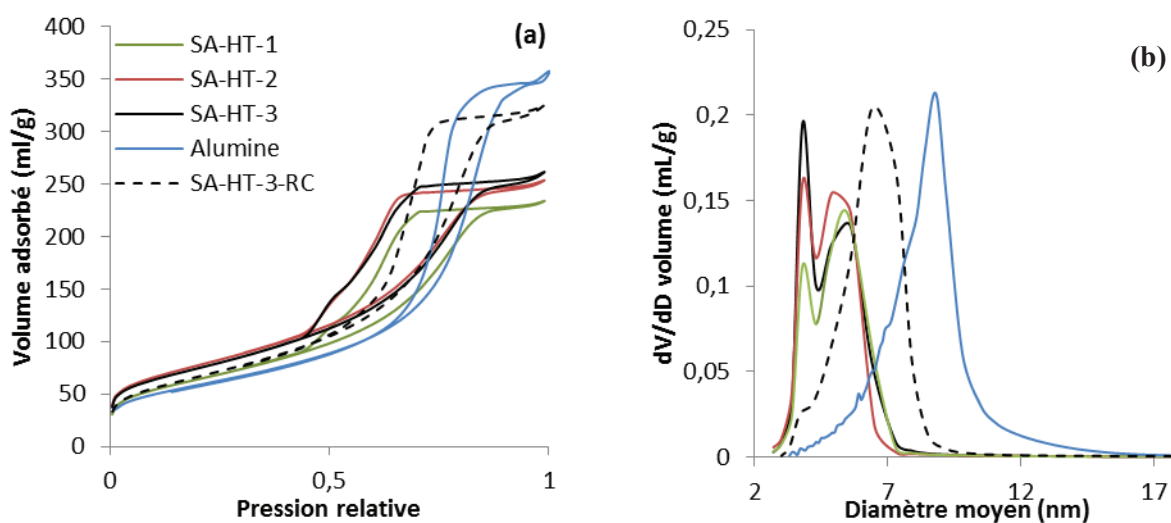 (a)
SA-HT-1
SA-HT-2
SA-HT-3
Alumine
SA-HT-3-RC
Volume adsorbé (ml/g)
400
350
300
250
200
150
100
50
0
0
0,5
1
Pression relative
(b)
dV/dD volume (mL/g)
0,25
0,2
0,15
0,1
0,05
0
2
7
12
17
Diamètre moyen (nm)